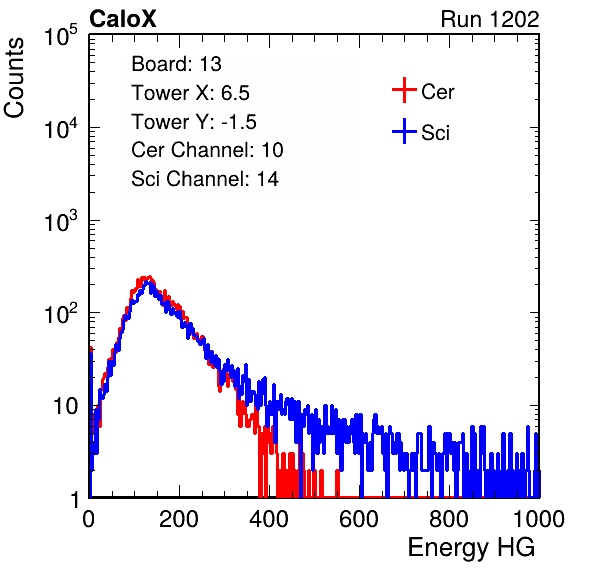 CaloX Run 1202
Board: 13
Tower X: 6.5
Tower Y: -1.5
Cer Channel: 10
Sci Channel: 14
Cer
Sci
Counts
10^5
10^4
10^3
10^2
10
1
0 200 400 600 800 1000
Energy HG